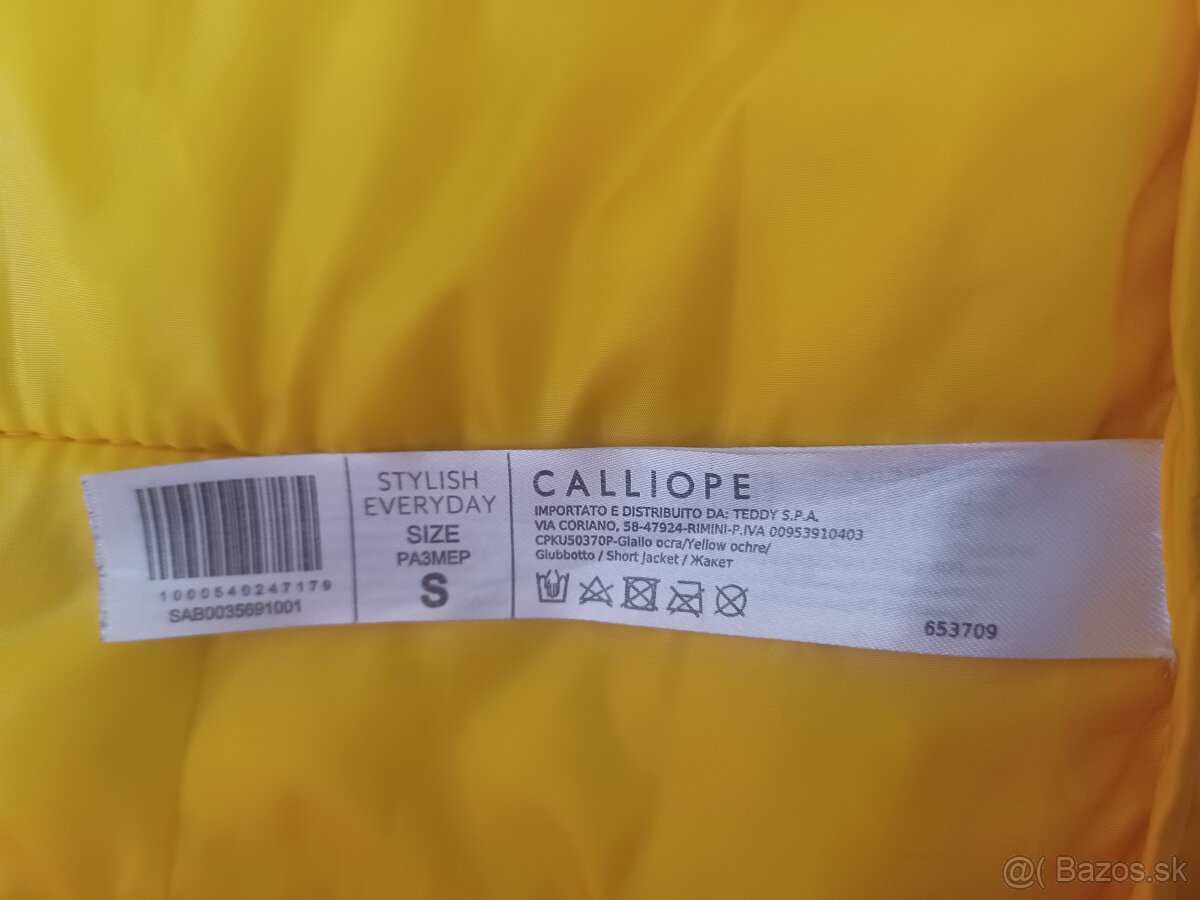 1000540247179
SAB0035691001
STYLISH
EVERYDAY
SIZE
РАЗМЕР
S
CALLIOPE
IMPORTATO E DISTRIBUITO DA: TEDDY S.P.A.
VIA CORIANO, 58-47924-RIMINI-P.IVA 00953910403
CPKU50370P-Giallo ocra/Yellow ochre/
Giubbotto / Short jacket / Жакет
653709
@( Bazos.sk